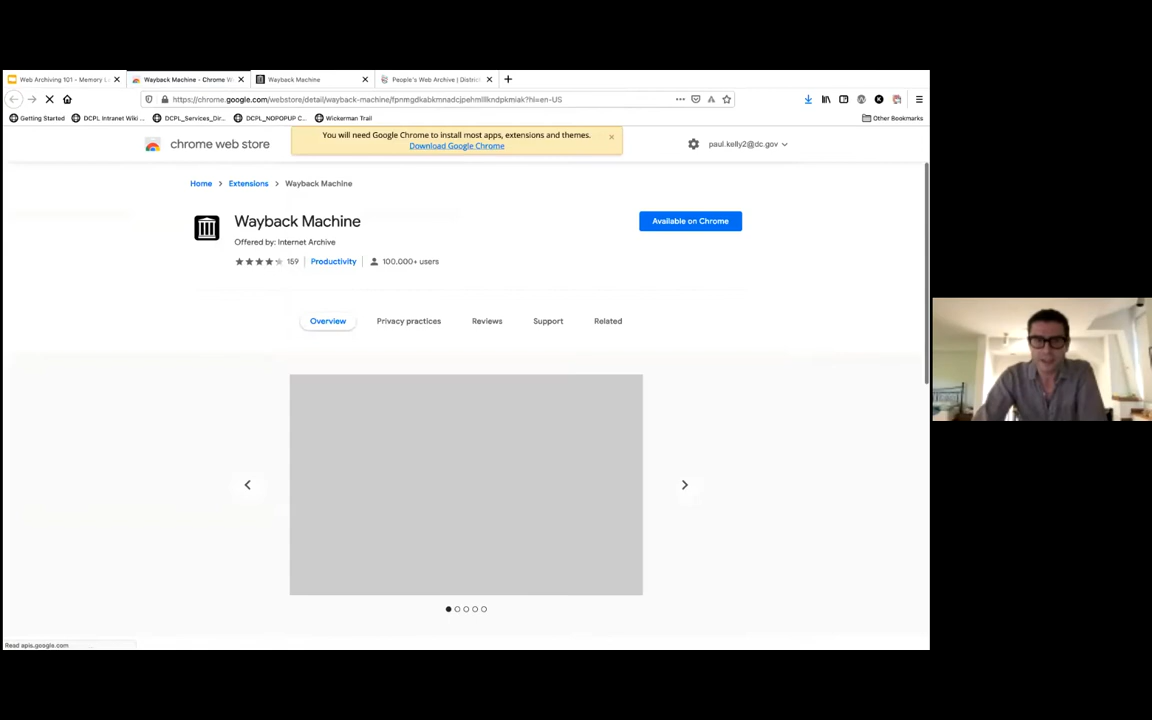 Web Archiving 101 - Memory L
Wayback Machine - Chrome W
Wayback Machine
People's Web Archive | Distric
https://chrome.google.com/webstore/detail/wayback-machine/fpnmgdkabkmnadcjpehmlllkndpkmiak?hl=en-US
Getting Started
DCPL Intranet Wiki ...
DCPL_Services_Dir...
DCPL_NOPOPUP C...
Wickerman Trail
Other Bookmarks
You will need Google Chrome to install most apps, extensions and themes.
Download Google Chrome
chrome web store
paul.kelly2@dc.gov
Home > Extensions > Wayback Machine
Wayback Machine
Available on Chrome
Offered by: Internet Archive
159 | Productivity | 100,000+ users
Overview
Privacy practices
Reviews
Support
Related
Read apis.google.com